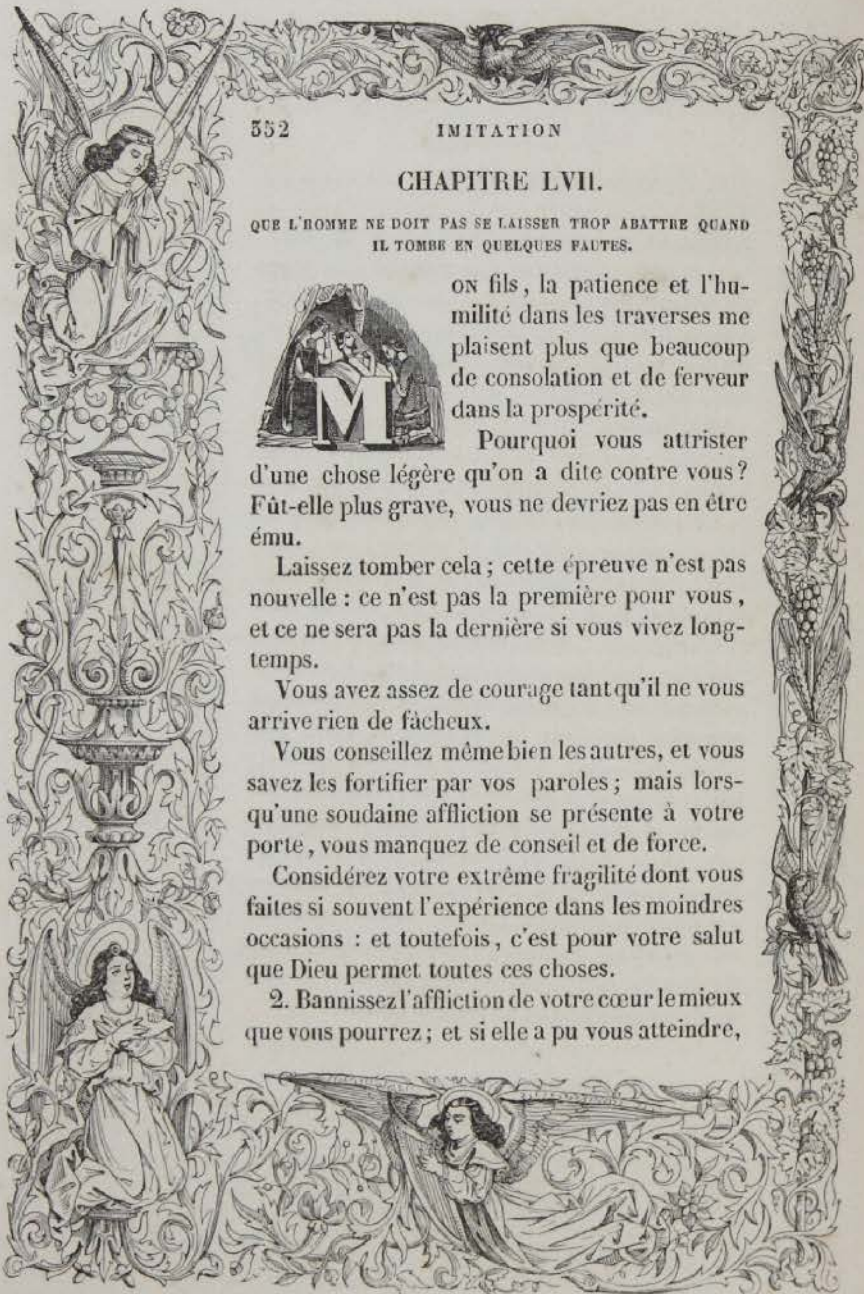 352 IMITATION
CHAPITRE LVII.
QUE L'HOMME NE DOIT PAS SE LAISSER TROP ABATTRE QUAND
IL TOMBE EN QUELQUES FAUTES.
MON fils, la patience et l'hu-
milité dans les traverses me
plaisent plus que beaucoup
de consolation et de ferveur
dans la prospérité.
Pourquoi vous attrister
d'une chose légère qu'on a dite contre vous?
Fût-elle plus grave, vous ne devriez pas en être
ému.
Laissez tomber cela; cette épreuve n'est pas
nouvelle : ce n'est pas la première pour vous,
et ce ne sera pas la dernière si vous vivez long-
temps.
Vous avez assez de courage tant qu'il ne vous
arrive rien de fâcheux.
Vous conseillez même bien les autres, et vous
savez les fortifier par vos paroles; mais lors-
qu'une soudaine affliction se présente à votre
porte, vous manquez de conseil et de force.
Considérez votre extrême fragilité dont vous
faites si souvent l'expérience dans les moindres
occasions : et toutefois, c'est pour votre salut
que Dieu permet toutes ces choses.
2. Bannissez l'affliction de votre cœur le mieux
que vous pourrez; et si elle a pu vous atteindre,